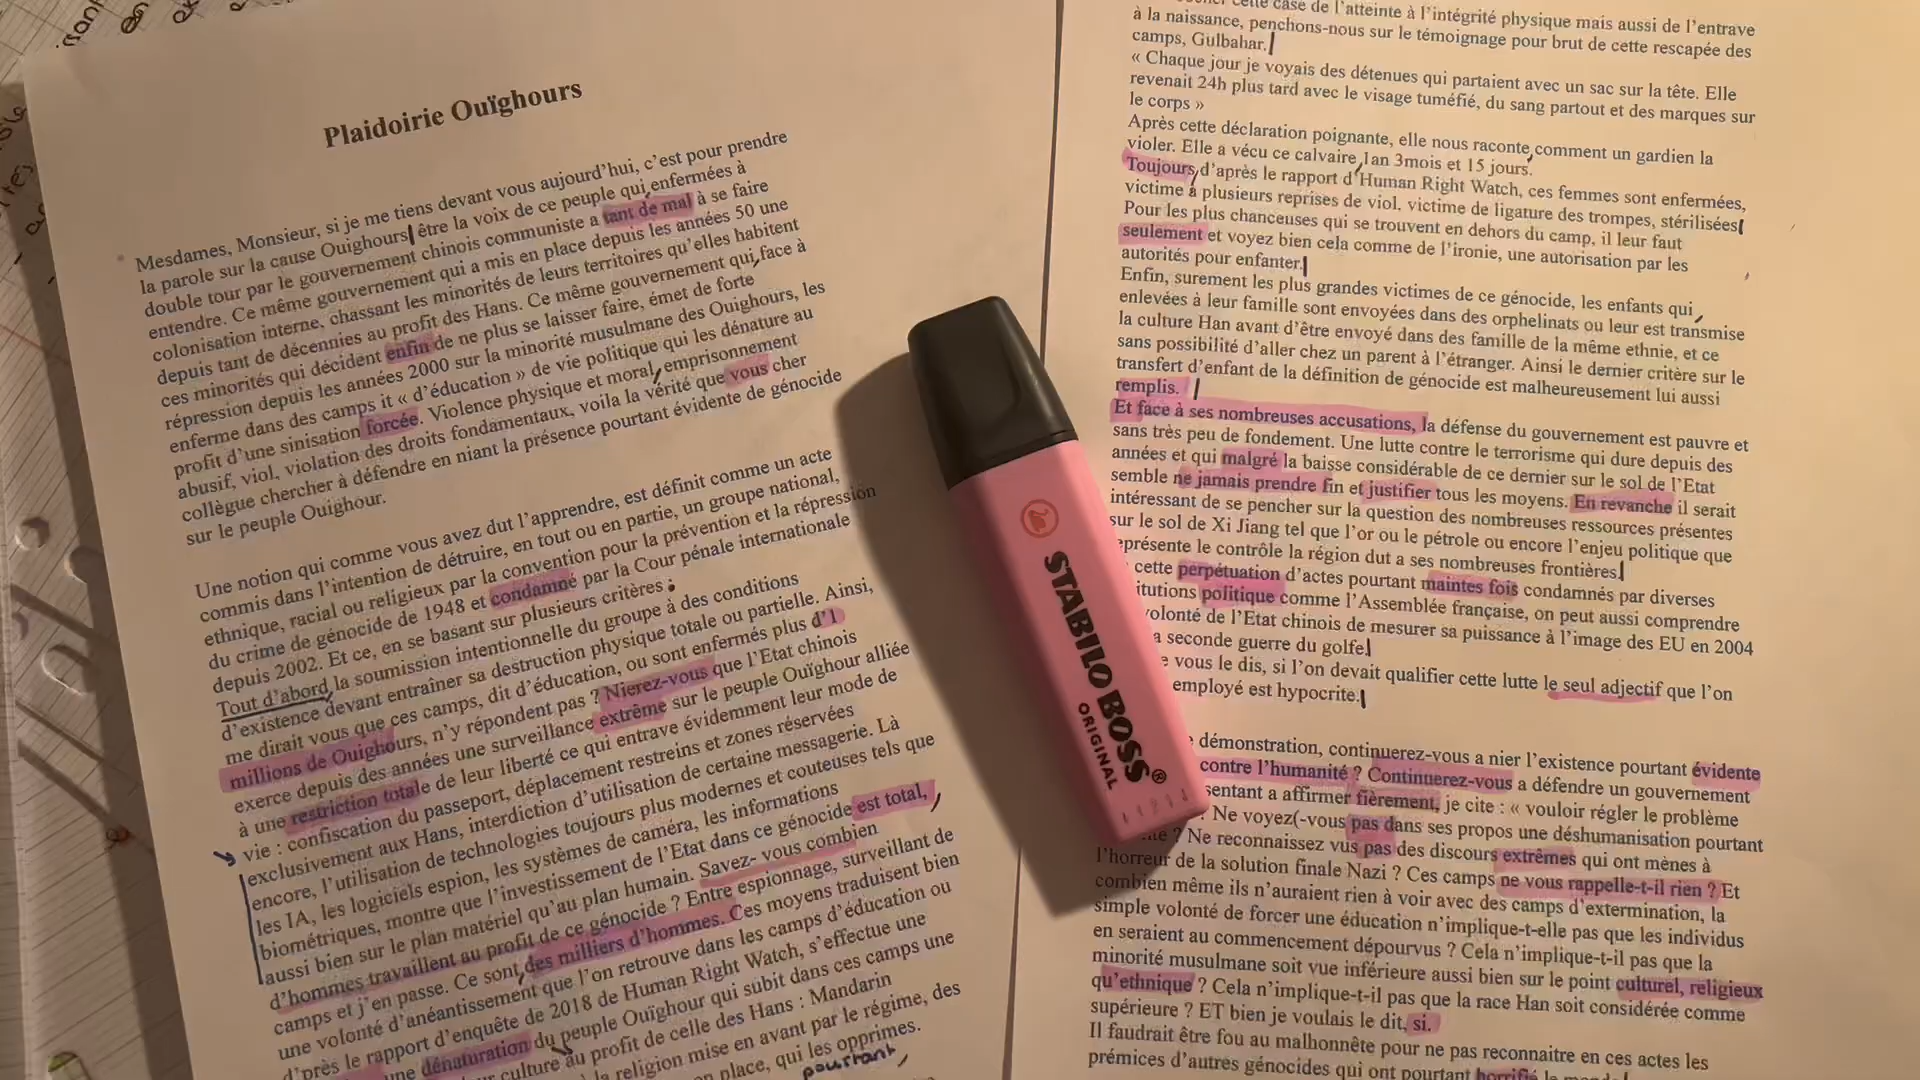 Plaidoirie Ouïghours
Mesdames, Monsieur, si je me tiens devant vous aujourd'hui, c'est pour prendre
la parole sur la cause Ouighours être la voix de ce peuple qui, enfermées à
double tour par le gouvernement chinois communiste a tant de mal à se faire
entendre. Ce même gouvernement qui a mis en place depuis les années 50 une
colonisation interne, chassant les minorités de leurs territoires qu'elles habitent
depuis tant de décennies au profit des Hans. Ce même gouvernement qui, face à
ces minorités qui décident enfin de ne plus se laisser faire, émet de forte
répression depuis les années 2000 sur la minorité musulmane des Ouighours, les
enferme dans des camps it « d'éducation » de vie politique qui les dénature au
profit d'une sinisation forcée. Violence physique et moral, emprisonnement
abusif, viol, violation des droits fondamentaux, voila la vérité que vous cher
collègue chercher à défendre en niant la présence pourtant évidente de génocide
sur le peuple Ouighour.
Une notion qui comme vous avez dut l'apprendre, est définit comme un acte
commis dans l'intention de détruire, en tout ou en partie, un groupe national,
ethnique, racial ou religieux par la convention pour la prévention et la répression
du crime de génocide de 1948 et condamné par la Cour pénale internationale
depuis 2002. Et ce, en se basant sur plusieurs critères :
Tout d'abord, la soumission intentionnelle du groupe à des conditions
d'existence devant entraîner sa destruction physique totale ou partielle. Ainsi,
me dirait vous que ces camps, dit d'éducation, ou sont enfermés plus d'1
millions de Ouighours, n'y répondent pas ? Nierez-vous que l'Etat chinois
exerce depuis des années une surveillance extrême sur le peuple Ouïghour alliée
à une restriction totale de leur liberté ce qui entrave évidemment leur mode de
vie : confiscation du passeport, déplacement restreins et zones réservées
exclusivement aux Hans, interdiction d'utilisation de certaine messagerie. Là
encore, l'utilisation de technologies toujours plus modernes et couteuses tels que
les IA, les logiciels espion, les systèmes de caméra, les informations
biométriques, montre que l'investissement de l'Etat dans ce génocide est total,
aussi bien sur le plan matériel qu'au plan humain. Savez- vous combien
d'hommes travaillent au profit de ce génocide ? Entre espionnage, surveillant de
camps et j'en passe. Ce sont, des milliers d'hommes. Ces moyens traduisent bien
une volonté d'anéantissement que l'on retrouve dans les camps d'éducation ou
d'près le rapport d'enquête de 2018 de Human Right Watch, s'effectue une
une dénaturation du peuple Ouïghour qui subit dans ces camps une
culture au profit de celle des Hans : Mandarin
la religion mise en avant par le régime, des
place, qui les opprimes.
pourtant,
cette case de l'atteinte à l'intégrité physique mais aussi de l'entrave
à la naissance, penchons-nous sur le témoignage pour brut de cette rescapée des
camps, Gulbahar.
« Chaque jour je voyais des détenues qui partaient avec un sac sur la tête. Elle
revenait 24h plus tard avec le visage tuméfié, du sang partout et des marques sur
le corps »
Après cette déclaration poignante, elle nous raconte, comment un gardien la
violer. Elle a vécu ce calvaire, 1an 3mois et 15 jours.
Toujours, d'après le rapport d'Human Right Watch, ces femmes sont enfermées,
victime à plusieurs reprises de viol, victime de ligature des trompes, stérilisées
Pour les plus chanceuses qui se trouvent en dehors du camp, il leur faut
seulement et voyez bien cela comme de l'ironie, une autorisation par les
autorités pour enfanter.
Enfin, surement les plus grandes victimes de ce génocide, les enfants qui,
enlevées à leur famille sont envoyées dans des orphelinats ou leur est transmise
la culture Han avant d'être envoyé dans des famille de la même ethnie, et ce
sans possibilité d'aller chez un parent à l'étranger. Ainsi le dernier critère sur le
transfert d'enfant de la définition de génocide est malheureusement lui aussi
remplis.
Et face à ses nombreuses accusations, la défense du gouvernement est pauvre et
sans très peu de fondement. Une lutte contre le terrorisme qui dure depuis des
années et qui malgré la baisse considérable de ce dernier sur le sol de l'Etat
semble ne jamais prendre fin et justifier tous les moyens. En revanche il serait
intéressant de se pencher sur la question des nombreuses ressources présentes
sur le sol de Xi Jiang tel que l'or ou le pétrole ou encore l'enjeu politique que
eprésente le contrôle la région dut a ses nombreuses frontières.
cette perpétuation d'actes pourtant maintes fois condamnés par diverses
itutions politique comme l'Assemblée française, on peut aussi comprendre
volonté de l'Etat chinois de mesurer sa puissance à l'image des EU en 2004
a seconde guerre du golfe.
e vous le dis, si l'on devait qualifier cette lutte le seul adjectif que l'on
employé est hypocrite.
démonstration, continuerez-vous a nier l'existence pourtant évidente
contre l'humanité ? Continuerez-vous a défendre un gouvernement
sentant a affirmer fièrement, je cite : « vouloir régler le problème
. Ne voyez(-vous pas dans ses propos une déshumanisation pourtant
? Ne reconnaissez vus pas des discours extrêmes qui ont mènes à
l'horreur de la solution finale Nazi ? Ces camps ne vous rappelle-t-il rien ? Et
combien même ils n'auraient rien à voir avec des camps d'extermination, la
simple volonté de forcer une éducation n'implique-t-elle pas que les individus
en seraient au commencement dépourvus ? Cela n'implique-t-il pas que la
minorité musulmane soit vue inférieure aussi bien sur le point culturel, religieux
qu'ethnique ? Cela n'implique-t-il pas que la race Han soit considérée comme
supérieure ? ET bien je voulais le dit, si.
Il faudrait être fou au malhonnête pour ne pas reconnaitre en ces actes les
prémices d'autres génocides qui ont pourtant horrifié le
STABILO BOSS®
ORIGINAL